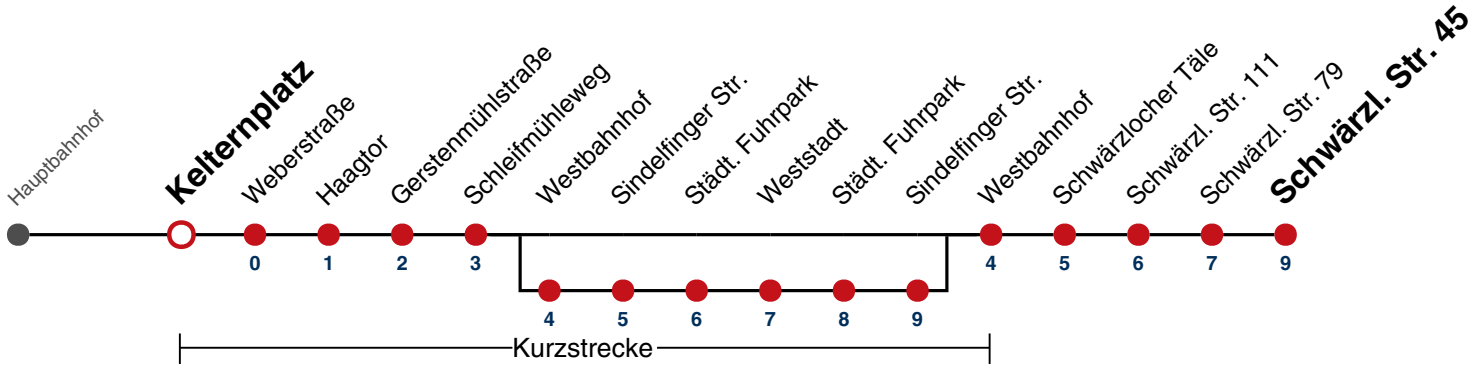 Hauptbahnhof
Kelternplatz
Weberstraße
Haagtor
Gerstenmühlstraße
Schleifmühleweg
Westbahnhof
Sindelfinger Str.
Städt. Fuhrpark
Weststadt
Städt. Fuhrpark
Sindelfinger Str.
Westbahnhof
Schwärzlocher Täle
Schwärzl. Str. 111
Schwärzl. Str. 79
Schwärzl. Str. 45
0 1 2 3 4 5 6 7 9
4 5 6 7 8 9
Kurzstrecke